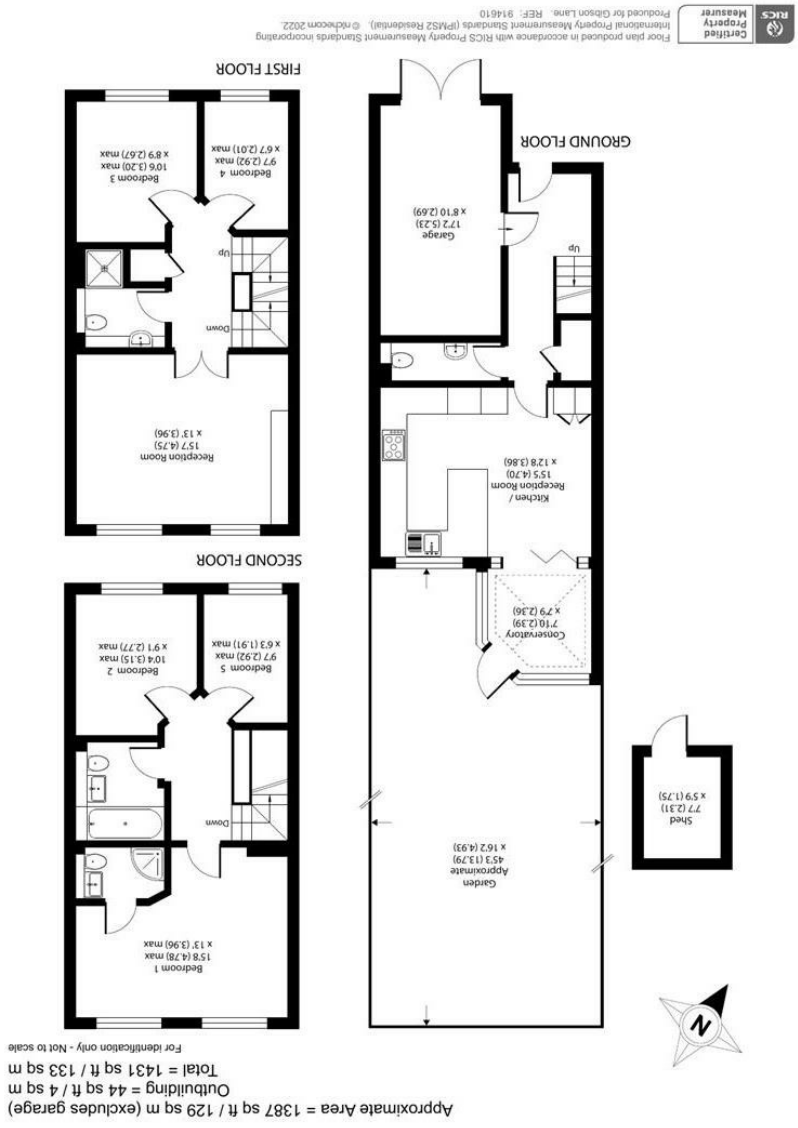 Approximate Area = 1387 sq ft / 129 sq m (excludes garage)
Outbuilding = 44 sq ft / 4 sq m
Total = 1431 sq ft / 133 sq m
For identification only - Not to scale
N
Shed
7'7 (2.31)
x 5'9 (1.75)
Garden
Approximate
45'3 (13.79)
x 16'2 (4.93)
Conservatory
7'10 (2.39)
x 7'9 (2.36)
Kitchen /
Reception Room
15'5 (4.70)
x 12'8 (3.86)
Up
Garage
17'2 (5.23)
x 8'10 (2.69)
GROUND FLOOR
Bedroom 1
15'8 (4.78) max
x 13' (3.96) max
Down
Bedroom 5
9'7 (2.92) max
x 6'3 (1.91) max
Bedroom 2
10'4 (3.15) max
x 9'1 (2.77) max
SECOND FLOOR
Reception Room
15'7 (4.75)
x 13' (3.96)
Down
Up
Bedroom 4
9'7 (2.92) max
x 6'7 (2.01) max
Bedroom 3
10'6 (3.20) max
x 8'9 (2.67) max
FIRST FLOOR
RICS
Certified
Property
Measurer
Floor plan produced in accordance with RICS Property Measurement Standards incorporating
International Property Measurement Standards (IPMS2 Residential). © nichecom 2022.
Produced for Gibson Lane. REF: 914610